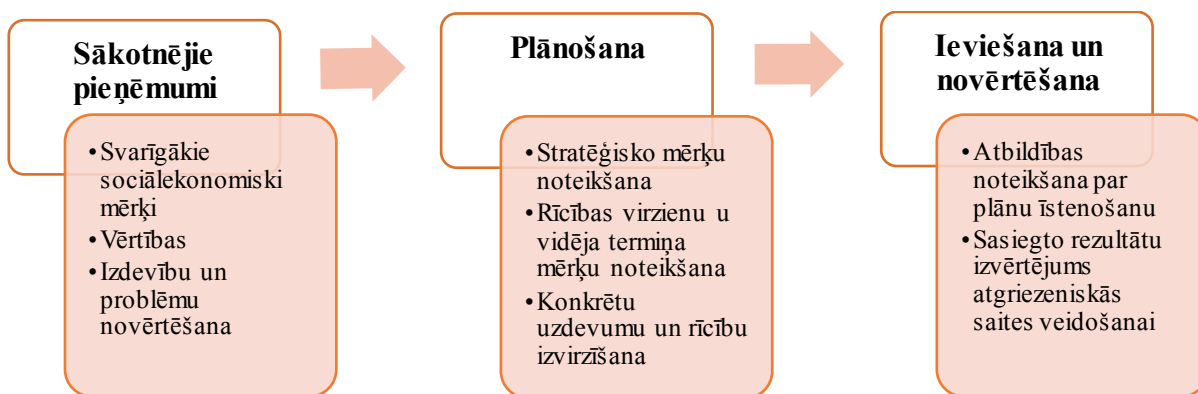 Sākotnējie
pieņēmumi
• Svarīgākie
sociālekonomiski
mērķi
• Vērtības
• Izdevību un
problēmu
novērtēšana
Plānošana
• Stratēģisko mērķu
noteikšana
• Rīcības virzienu u
vidēja termiņa
mērķu noteikšana
• Konkrētu
uzdevumu un rīcību
izvirzīšana
Ieviešana un
novērtēšana
• Atbildības
noteikšana par
plānu īstenošanu
• Sasiegto rezultātu
izvērtējums
atgriezeniskās
saites veidošanai